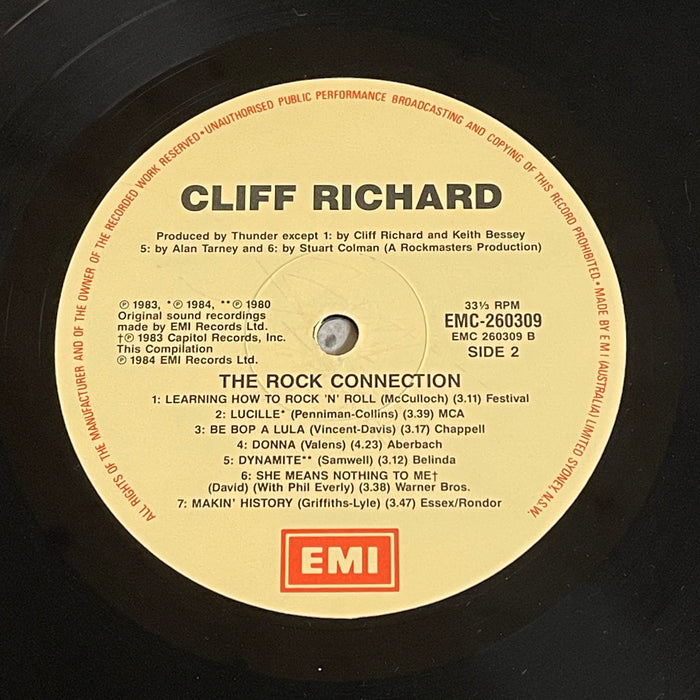 ALL RIGHTS OF THE MANUFACTURER AND OF THE OWNER OF THE RECORDED WORK RESERVED•UNAUTHORISED PUBLIC PERFORMANCE BROADCASTING AND COPYING OF THIS RECORD PROHIBITED.•MADE BY E M I (AUSTRALIA) LIMITED SYDNEY, N.S.W.
CLIFF RICHARD
Produced by Thunder except 1: by Cliff Richard and Keith Bessey
5: by Alan Tarney and 6: by Stuart Colman (A Rockmasters Production)
℗ 1983, *℗ 1984, **℗ 1980
Original sound recordings
made by EMI Records Ltd.
†℗ 1983 Capitol Records, Inc.
This Compilation
℗ 1984 EMI Records Ltd.
33⅓ RPM
EMC-260309
EMC 260309 B
SIDE 2
THE ROCK CONNECTION
1: LEARNING HOW TO ROCK 'N' ROLL (McCulloch) (3.11) Festival
2: LUCILLE* (Penniman-Collins) (3.39) MCA
3: BE BOP A LULA (Vincent-Davis) (3.17) Chappell
4: DONNA (Valens) (4.23) Aberbach
5: DYNAMITE** (Samwell) (3.12) Belinda
6: SHE MEANS NOTHING TO ME†
(David) (With Phil Everly) (3.38) Warner Bros.
7: MAKIN' HISTORY (Griffiths-Lyle) (3.47) Essex/Rondor
EMI